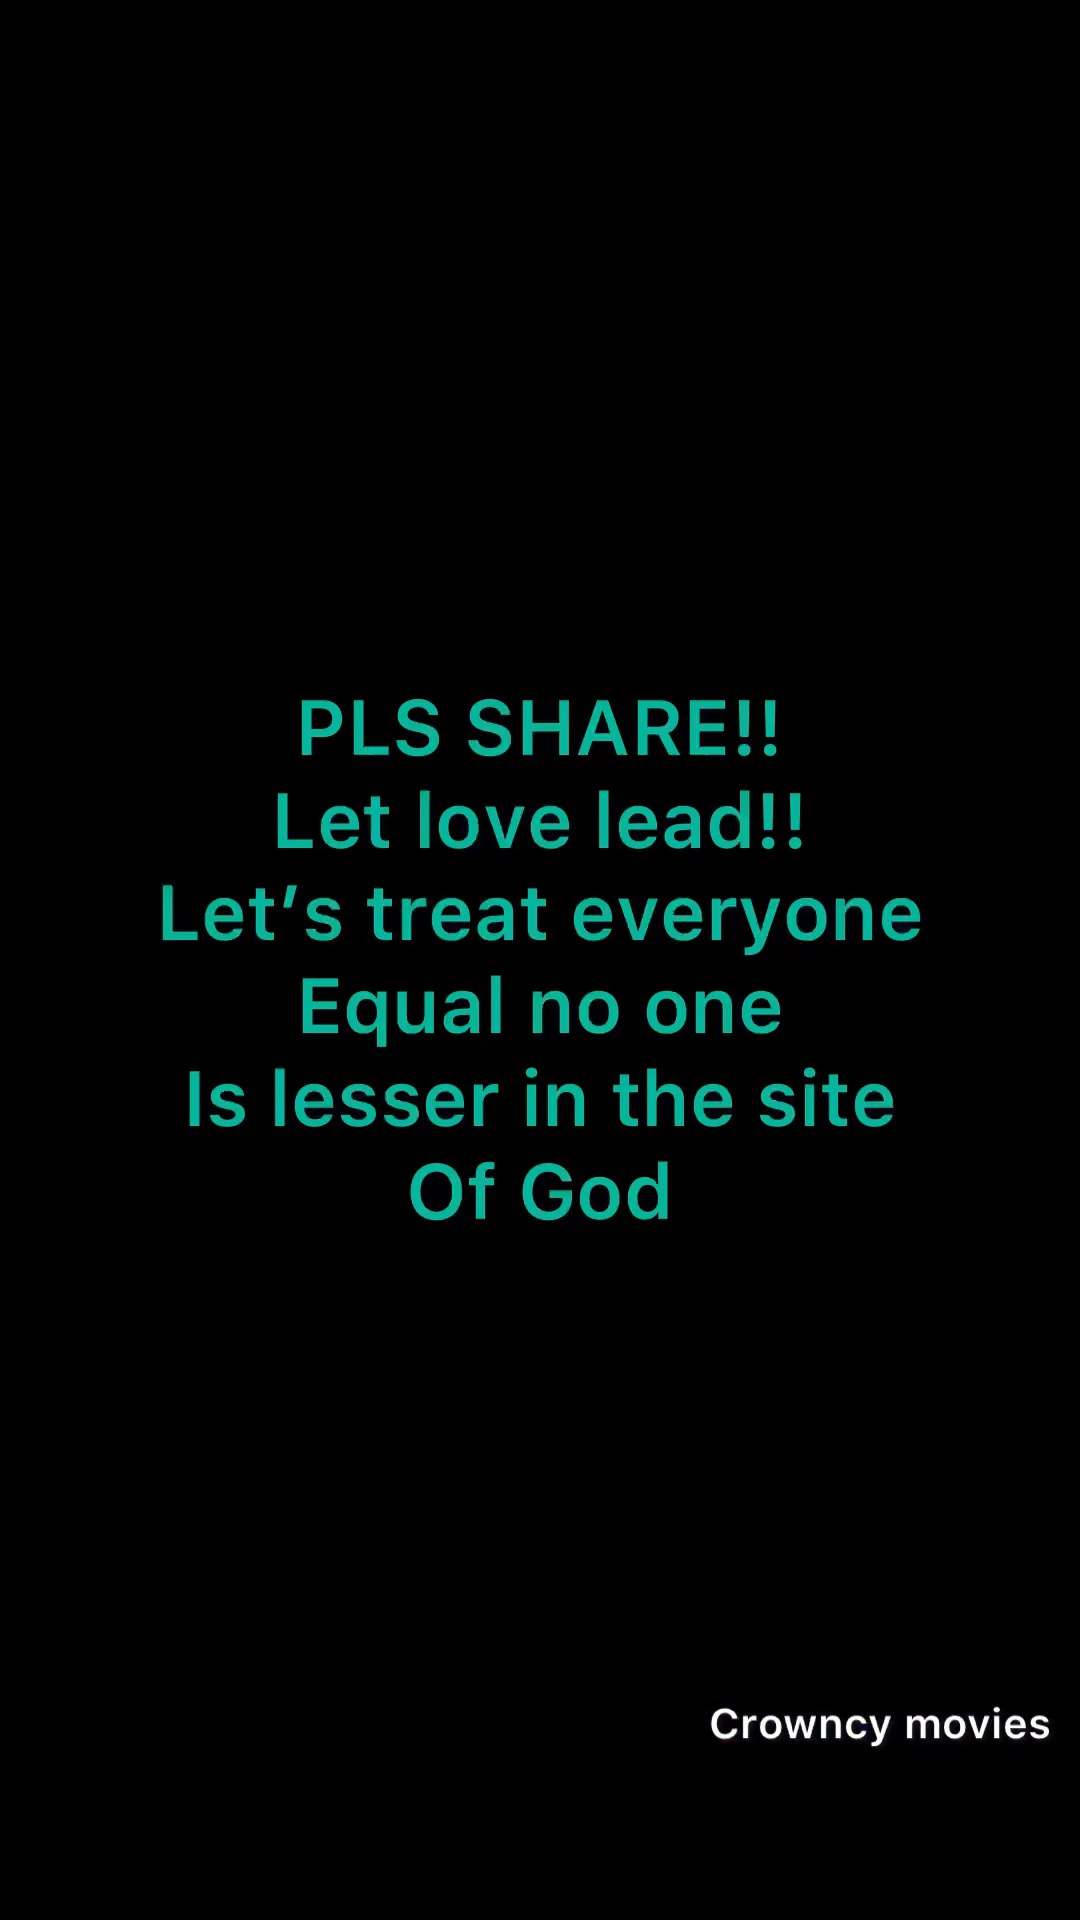 PLS SHARE!!
Let love lead!!
Let’s treat everyone
Equal no one
Is lesser in the site
Of God
Crowncy movies